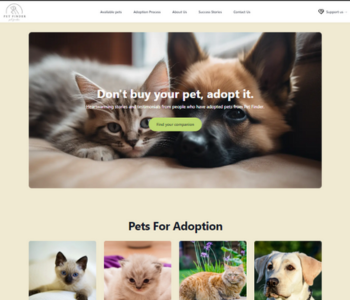 PET FINDER
Available pets
Adoption Process
About Us
Success Stories
Contact Us
Support us
Don't buy your pet, adopt it.
Heartwarming stories and testimonials from people who have adopted pets from Pet Finder.
Find your companion
Pets For Adoption